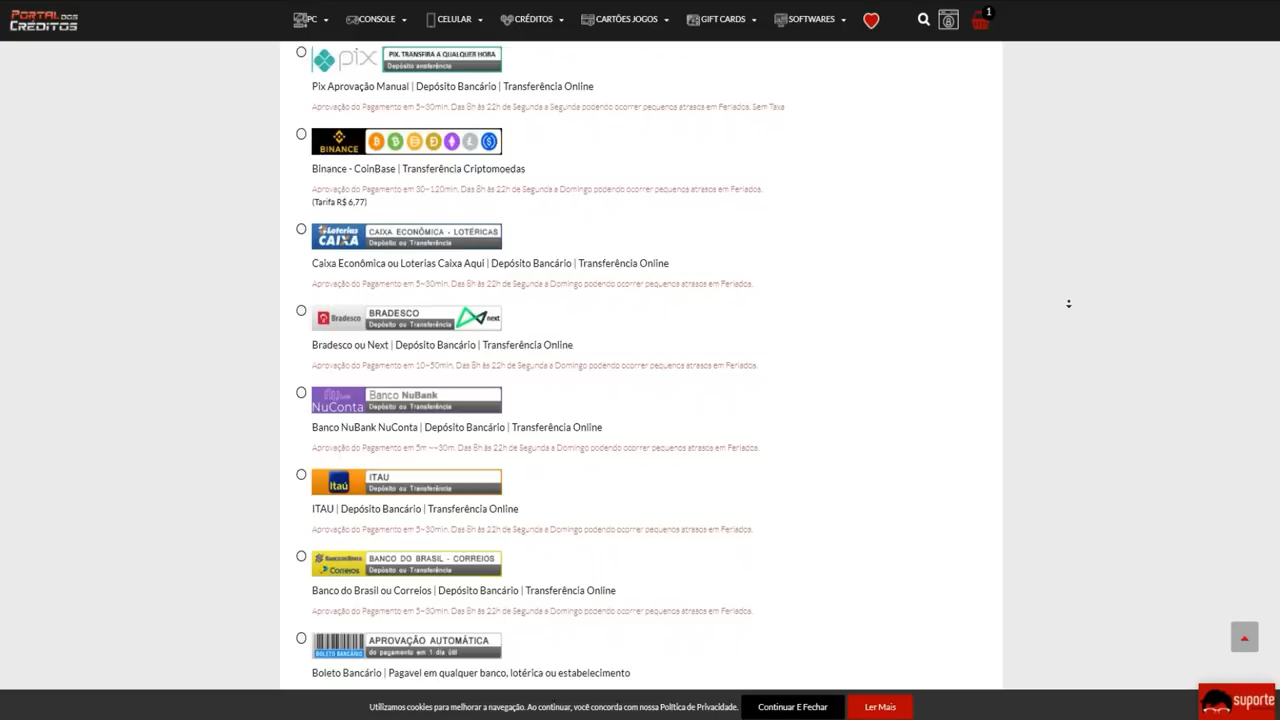 PORTAL DOS
CRÉDITOS
PC
CONSOLE
CELULAR
CRÉDITOS
CARTÕES JOGOS
GIFT CARDS
SOFTWARES
1
pix
PIX. TRANSFIRA A QUALQUER HORA
Pix Aprovação Manual | Depósito Bancário | Transferência Online
Aprovação do Pagamento em 5~30min. Das 8h às 22h de Segunda a Segunda podendo ocorrer pequenos atrasos em Feriados. Sem Taxa
BINANCE
Binance - CoinBase | Transferência Criptomoedas
Aprovação do Pagamento em 30~120min. Das 8h às 22h de Segunda a Domingo podendo ocorrer pequenos atrasos em Feriados.
(Tarifa R$ 6,77)
Loterias
CAIXA
CAIXA ECONÔMICA - LOTÉRICAS
Depósito ou Transferência
Caixa Econômica ou Loterias Caixa Aqui | Depósito Bancário | Transferência Online
Aprovação do Pagamento em 5~30min. Das 8h às 22h de Segunda a Domingo podendo ocorrer pequenos atrasos em Feriados.
Bradesco
BRADESCO
Depósito ou Transferência
next
Bradesco ou Next | Depósito Bancário | Transferência Online
Aprovação do Pagamento em 10~50min. Das 8h às 22h de Segunda a Domingo podendo ocorrer pequenos atrasos em Feriados.
NuConta
Banco NuBank
Depósito ou Transferência
Banco NuBank NuConta | Depósito Bancário | Transferência Online
Aprovação do Pagamento em 5m ~~30m. Das 8h às 22h de Segunda a Domingo podendo ocorrer pequenos atrasos em Feriados.
Itaú
ITAU
Depósito ou Transferência
ITAU | Depósito Bancário | Transferência Online
Aprovação do Pagamento em 5~30min. Das 8h às 22h de Segunda a Domingo podendo ocorrer pequenos atrasos em Feriados.
Correios
BANCO DO BRASIL - CORREIOS
Depósito ou Transferência
Banco do Brasil ou Correios | Depósito Bancário | Transferência Online
Aprovação do Pagamento em 5~30min. Das 8h às 22h de Segunda a Domingo podendo ocorrer pequenos atrasos em Feriados.
BOLETO BANCÁRIO
APROVAÇÃO AUTOMÁTICA
do pagamento em 1 dia útil
Boleto Bancário | Pagavel em qualquer banco, lotérica ou estabelecimento
Utilizamos cookies para melhorar a navegação. Ao continuar, você concorda com nossa Política de Privacidade.
Continuar E Fechar
Ler Mais
suporte